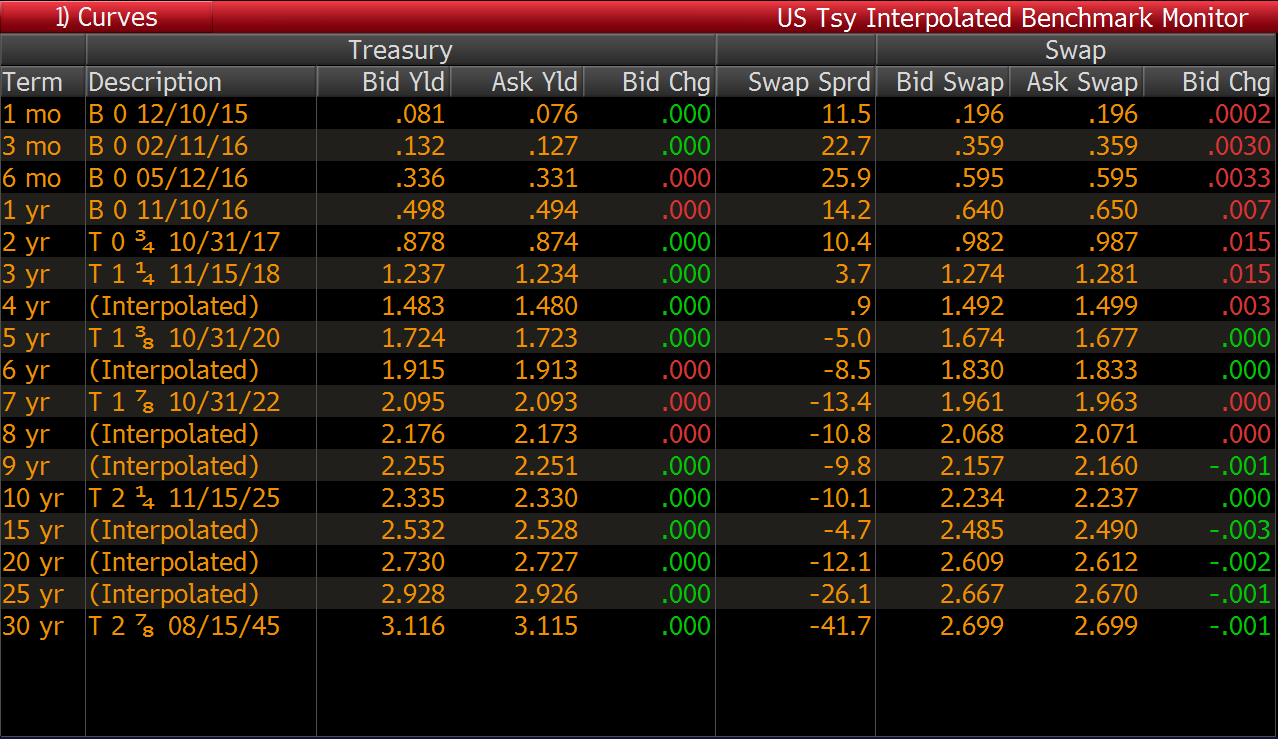 1) Curves US Tsy Interpolated Benchmark Monitor
Treasury Swap
Term Description Bid Yld Ask Yld Bid Chg Swap Sprd Bid Swap Ask Swap Bid Chg
1 mo B 0 12/10/15 .081 .076 .000 11.5 .196 .196 .0002
3 mo B 0 02/11/16 .132 .127 .000 22.7 .359 .359 .0030
6 mo B 0 05/12/16 .336 .331 .000 25.9 .595 .595 .0033
1 yr B 0 11/10/16 .498 .494 .000 14.2 .640 .650 .007
2 yr T 0 ¾ 10/31/17 .878 .874 .000 10.4 .982 .987 .015
3 yr T 1 ¼ 11/15/18 1.237 1.234 .000 3.7 1.274 1.281 .015
4 yr (Interpolated) 1.483 1.480 .000 .9 1.492 1.499 .003
5 yr T 1 ⅜ 10/31/20 1.724 1.723 .000 -5.0 1.674 1.677 .000
6 yr (Interpolated) 1.915 1.913 .000 -8.5 1.830 1.833 .000
7 yr T 1 ⅞ 10/31/22 2.095 2.093 .000 -13.4 1.961 1.963 .000
8 yr (Interpolated) 2.176 2.173 .000 -10.8 2.068 2.071 .000
9 yr (Interpolated) 2.255 2.251 .000 -9.8 2.157 2.160 -.001
10 yr T 2 ¼ 11/15/25 2.335 2.330 .000 -10.1 2.234 2.237 .000
15 yr (Interpolated) 2.532 2.528 .000 -4.7 2.485 2.490 -.003
20 yr (Interpolated) 2.730 2.727 .000 -12.1 2.609 2.612 -.002
25 yr (Interpolated) 2.928 2.926 .000 -26.1 2.667 2.670 -.001
30 yr T 2 ⅞ 08/15/45 3.116 3.115 .000 -41.7 2.699 2.699 -.001